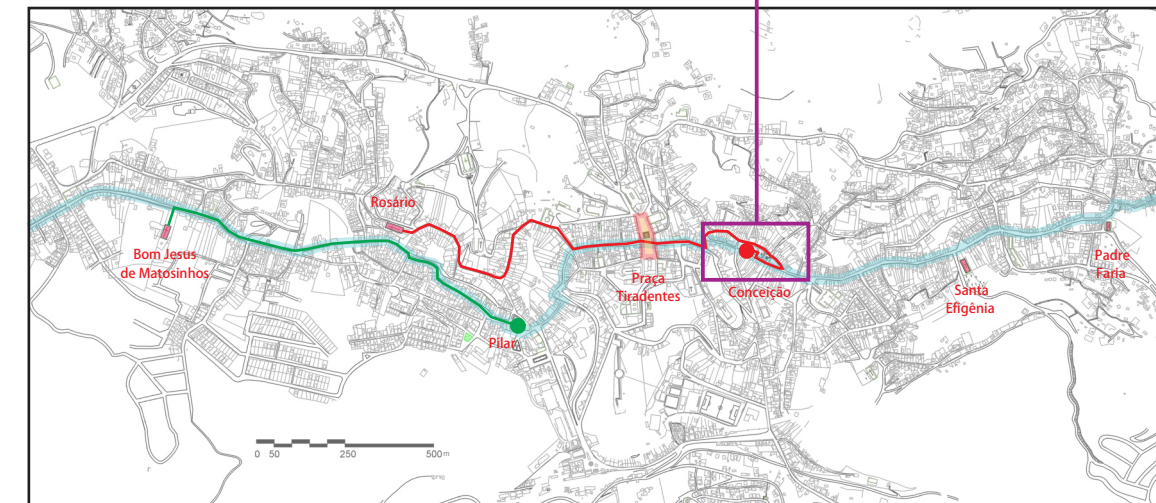 Rosário
Bom Jesus
de Matosinhos
Pilar
Praça
Tiradentes
Conceição
Santa
Efigênia
Padre
Faria
0 50 250 500 m